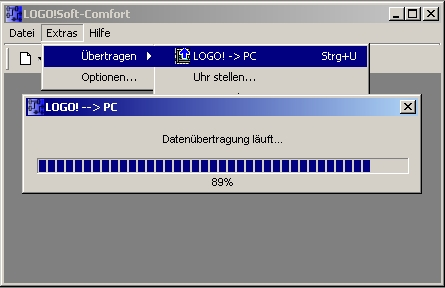 LOGO!Soft-Comfort
Datei Extras Hilfe
Übertragen LOGO! -> PC Strg+U
Optionen... Uhr stellen...
LOGO! --> PC
Datenübertragung läuft...
89%